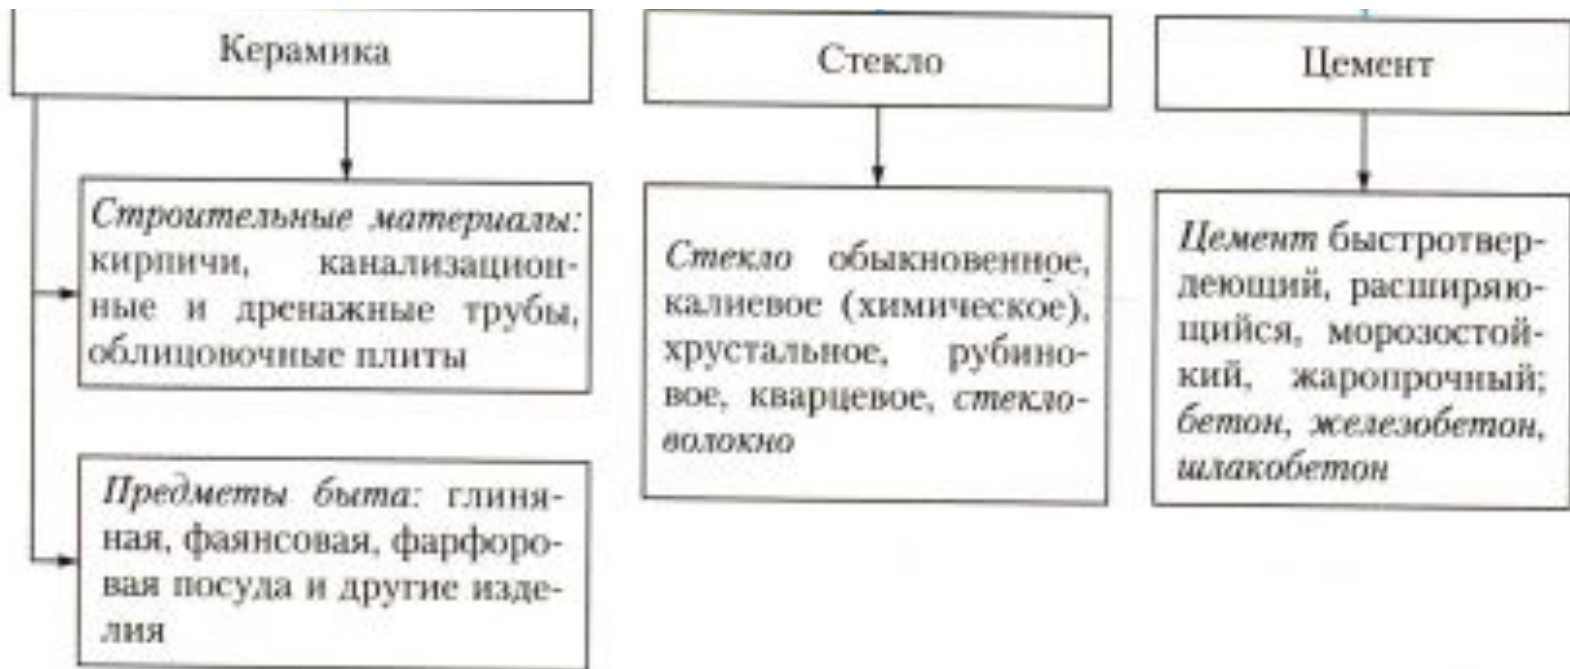 Керамика
Строительные материалы:
кирпичи, канализацион-
ные и дренажные трубы,
облицовочные плиты
Предметы быта: глиня-
ная, фаянсовая, фарфоро-
вая посуда и другие изде-
лия
Стекло
Стекло обыкновенное,
калиевое (химическое),
хрустальное, рубино-
вое, кварцевое, стекло-
волокно
Цемент
Цемент быстротвер-
деющий, расширяю-
щийся, морозостой-
кий, жаропрочный;
бетон, железобетон,
шлакобетон